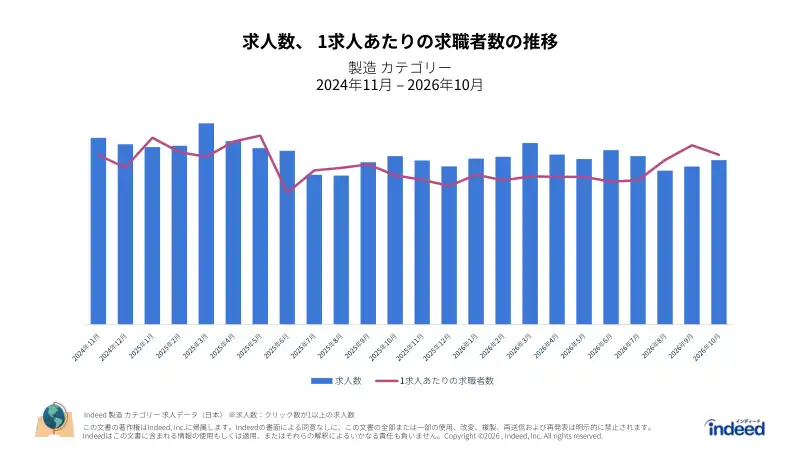 求人数、 1求人あたりの求職者数の推移
製造 カテゴリー
2024年11月 – 2026年10月
2024年11月
2024年12月
2025年1月
2025年2月
2025年3月
2025年4月
2025年5月
2025年6月
2025年7月
2025年8月
2025年9月
2025年10月
2025年11月
2025年12月
2026年1月
2026年2月
2026年3月
2026年4月
2026年5月
2026年6月
2026年7月
2026年8月
2026年9月
2026年10月
求人数 1求人あたりの求職者数
Indeed 製造 カテゴリー 求人データ（日本） ※求人数：クリック数が1以上の求人数
この文書の著作権はIndeed, Inc.に帰属します。Indeedの書面による同意なしに、この文書の全部または一部の使用、改変、複製、再送信および再発表は明示的に禁止されます。
Indeedはこの文書に含まれる情報の使用もしくは適用、またはそれらの解釈によるいかなる責任も負いません。Copyright ©2026 , Indeed, Inc. All rights reserved.
インディード
indeed